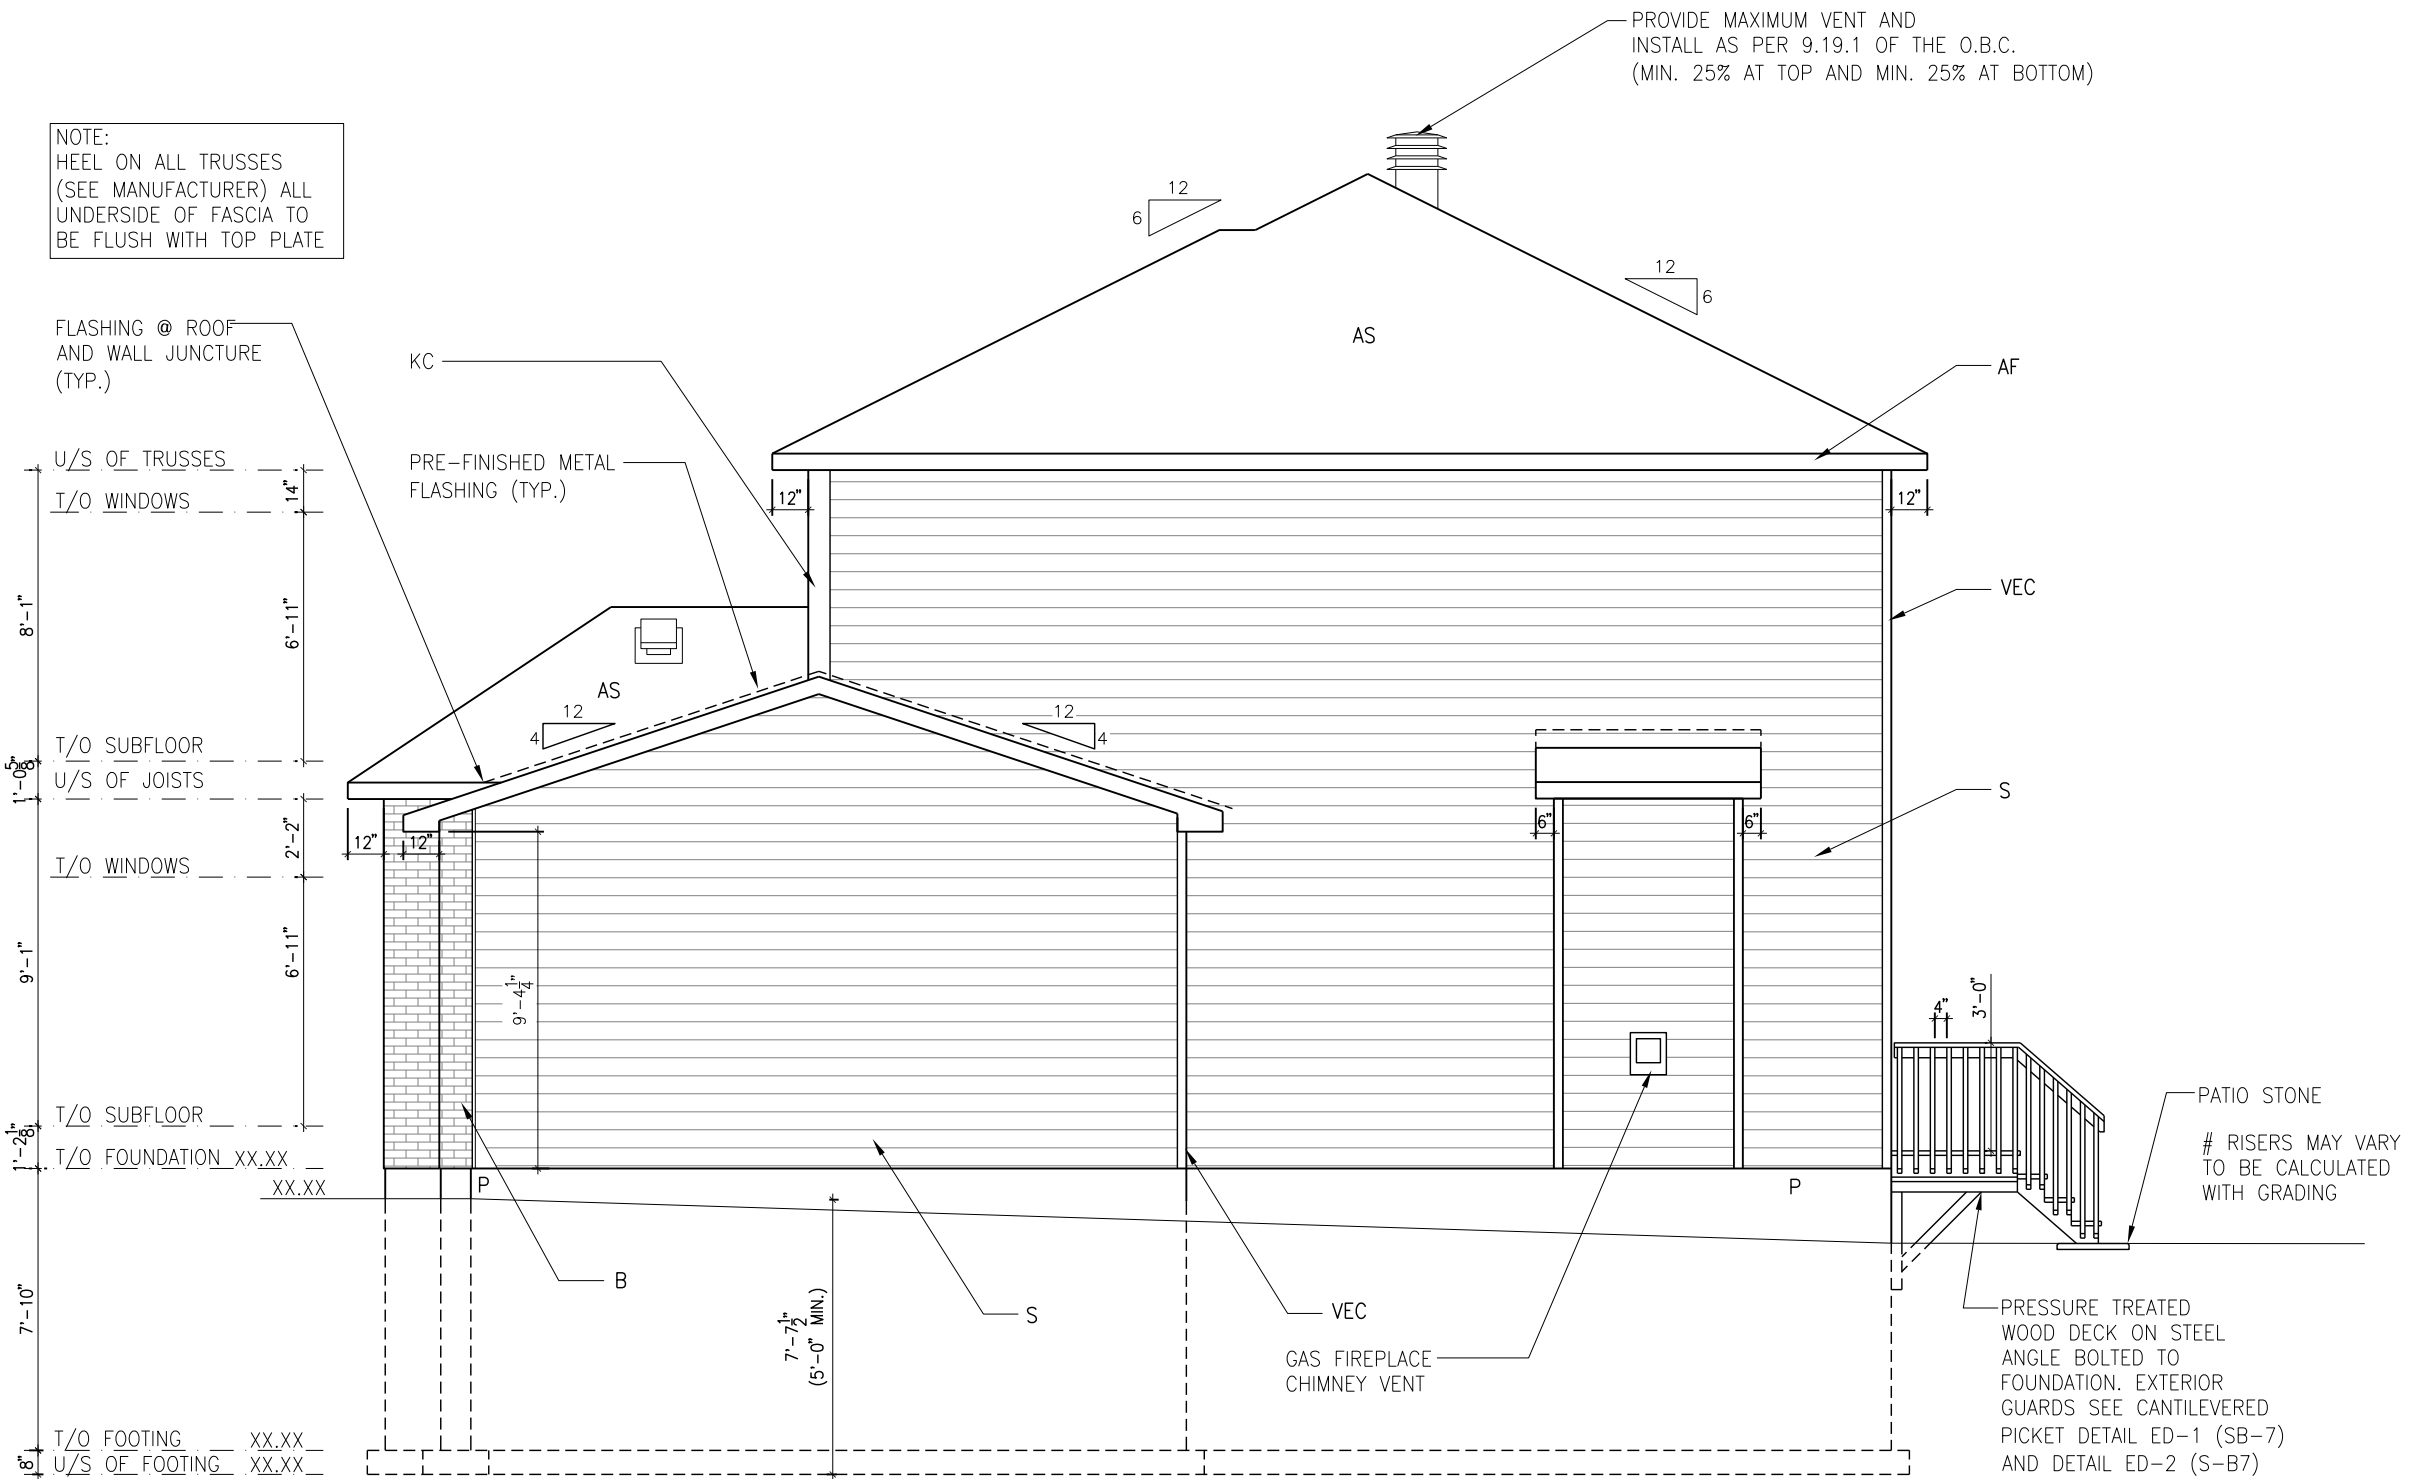 PROVIDE MAXIMUM VENT AND
INSTALL AS PER 9.19.1 OF THE O.B.C.
(MIN. 25% AT TOP AND MIN. 25% AT BOTTOM)
NOTE:
HEEL ON ALL TRUSSES
(SEE MANUFACTURER) ALL
UNDERSIDE OF FASCIA TO
BE FLUSH WITH TOP PLATE
12
6
12
6
FLASHING @ ROOF
AND WALL JUNCTURE
(TYP.)
KC
AS
AF
PRE-FINISHED METAL
FLASHING (TYP.)
U/S OF TRUSSES
T/O WINDOWS
14"
12"
12"
8'-1"
6'-11"
VEC
AS
12
4
12
4
T/O SUBFLOOR
1'-0 5/8"
U/S OF JOISTS
S
2'-2"
12"
12"
6"
6"
T/O WINDOWS
9'-1"
6'-11"
9'-4 1/4"
4"
3'-0"
T/O SUBFLOOR
1'-2 1/8"
T/O FOUNDATION XX.XX
XX.XX
P
P
PATIO STONE
# RISERS MAY VARY
TO BE CALCULATED
WITH GRADING
B
S
VEC
7'-10"
7'-7 1/2"
(5'-0" MIN.)
GAS FIREPLACE
CHIMNEY VENT
PRESSURE TREATED
WOOD DECK ON STEEL
ANGLE BOLTED TO
FOUNDATION. EXTERIOR
GUARDS SEE CANTILEVERED
PICKET DETAIL ED-1 (SB-7)
AND DETAIL ED-2 (S-B7)
T/O FOOTING XX.XX
8"
U/S OF FOOTING XX.XX